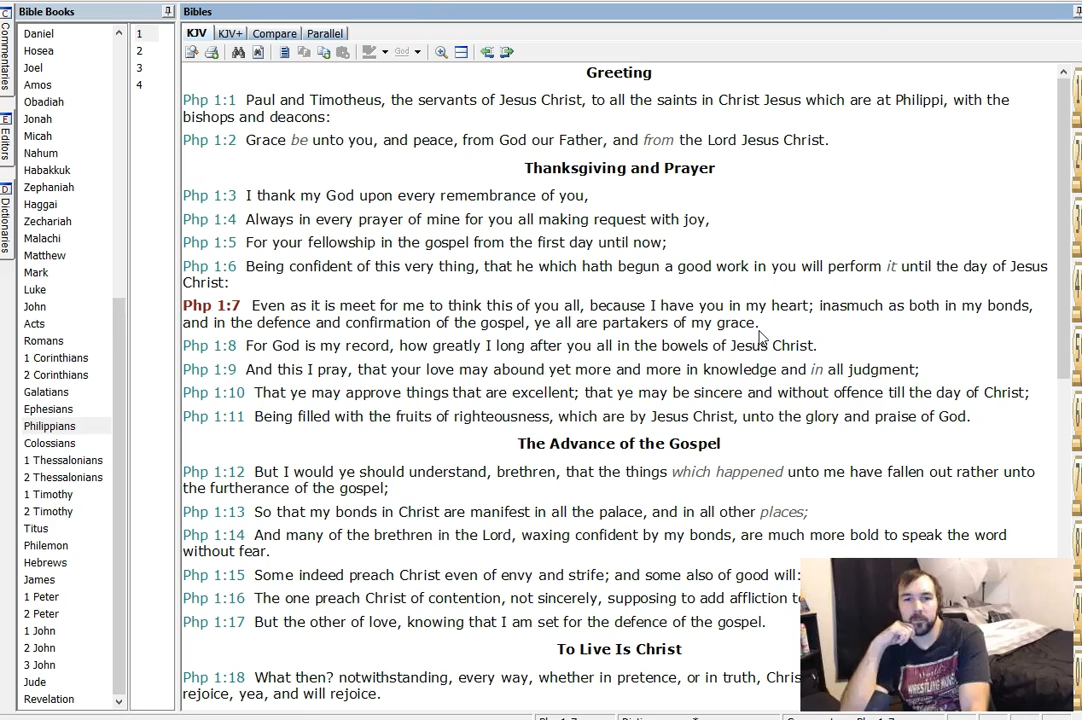 Bible Books
Bibles
Commentaries
Editors
Dictionaries
Daniel
Hosea
Joel
Amos
Obadiah
Jonah
Micah
Nahum
Habakkuk
Zephaniah
Haggai
Zechariah
Malachi
Matthew
Mark
Luke
John
Acts
Romans
1 Corinthians
2 Corinthians
Galatians
Ephesians
Philippians
Colossians
1 Thessalonians
2 Thessalonians
1 Timothy
2 Timothy
Titus
Philemon
Hebrews
James
1 Peter
2 Peter
1 John
2 John
3 John
Jude
Revelation
1
2
3
4
KJV KJV+ Compare Parallel
God
Greeting
Php 1:1 Paul and Timotheus, the servants of Jesus Christ, to all the saints in Christ Jesus which are at Philippi, with the
bishops and deacons:
Php 1:2 Grace be unto you, and peace, from God our Father, and from the Lord Jesus Christ.
Thanksgiving and Prayer
Php 1:3 I thank my God upon every remembrance of you,
Php 1:4 Always in every prayer of mine for you all making request with joy,
Php 1:5 For your fellowship in the gospel from the first day until now;
Php 1:6 Being confident of this very thing, that he which hath begun a good work in you will perform it until the day of Jesus
Christ:
Php 1:7 Even as it is meet for me to think this of you all, because I have you in my heart; inasmuch as both in my bonds,
and in the defence and confirmation of the gospel, ye all are partakers of my grace.
Php 1:8 For God is my record, how greatly I long after you all in the bowels of Jesus Christ.
Php 1:9 And this I pray, that your love may abound yet more and more in knowledge and in all judgment;
Php 1:10 That ye may approve things that are excellent; that ye may be sincere and without offence till the day of Christ;
Php 1:11 Being filled with the fruits of righteousness, which are by Jesus Christ, unto the glory and praise of God.
The Advance of the Gospel
Php 1:12 But I would ye should understand, brethren, that the things which happened unto me have fallen out rather unto
the furtherance of the gospel;
Php 1:13 So that my bonds in Christ are manifest in all the palace, and in all other places;
Php 1:14 And many of the brethren in the Lord, waxing confident by my bonds, are much more bold to speak the word
without fear.
Php 1:15 Some indeed preach Christ even of envy and strife; and some also of good will:
Php 1:16 The one preach Christ of contention, not sincerely, supposing to add affliction
Php 1:17 But the other of love, knowing that I am set for the defence of the gospel.
To Live Is Christ
Php 1:18 What then? notwithstanding, every way, whether in pretence, or in truth,
rejoice, yea, and will rejoice.